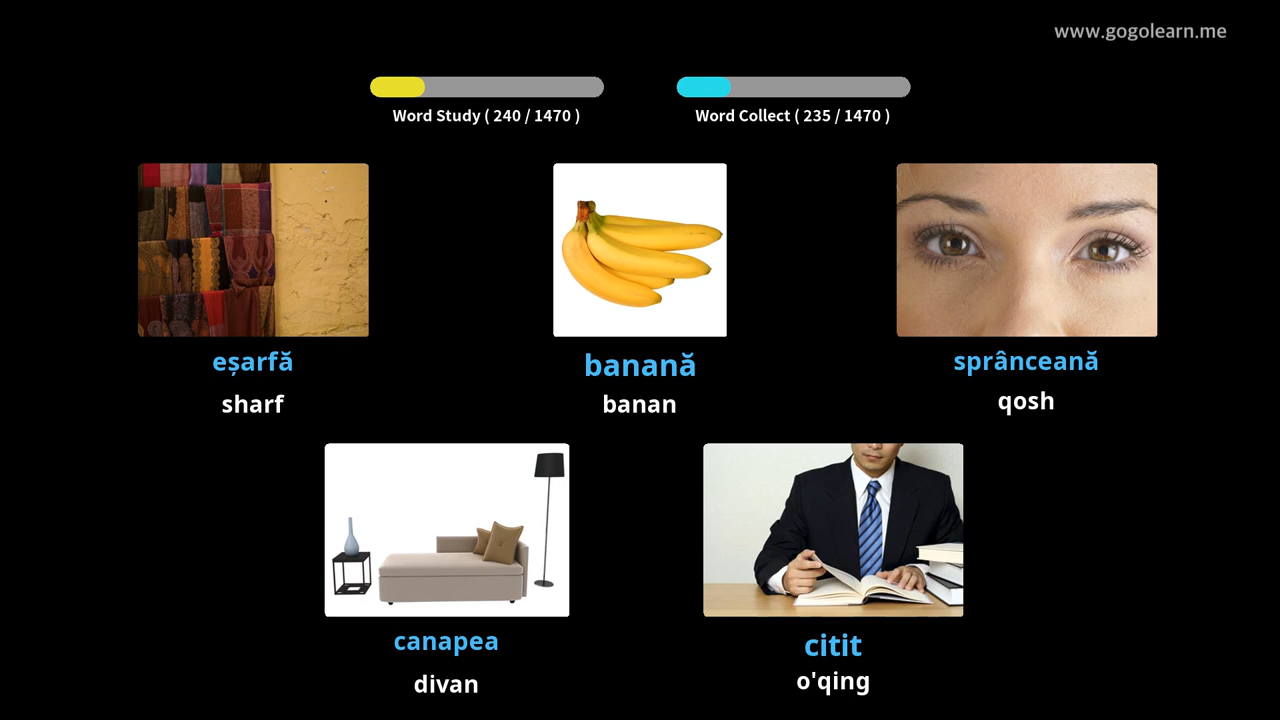 www.gogolearn.me
Word Study ( 240 / 1470 )
Word Collect ( 235 / 1470 )
eșarfă
sharf
banană
banan
sprânceană
qosh
canapea
divan
citit
o'qing